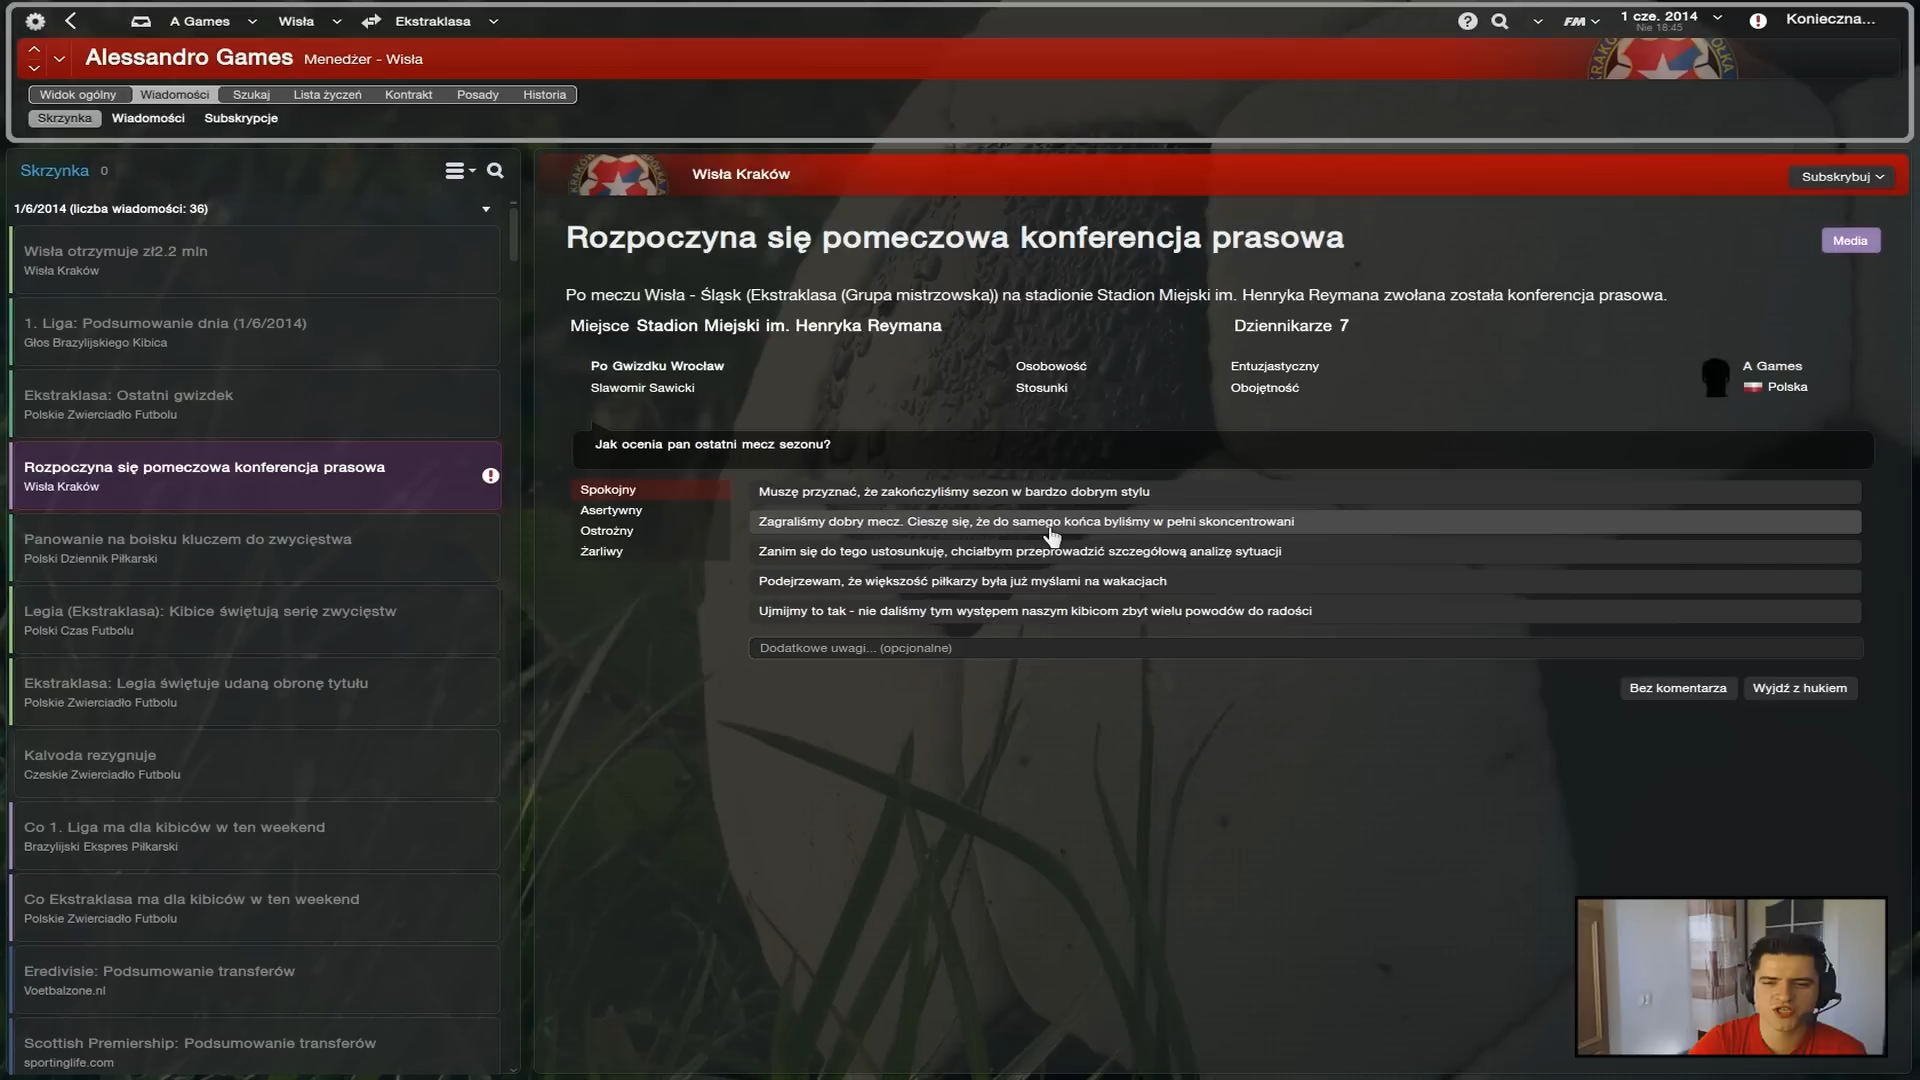 A Games
Wisła
Ekstraklasa
FM
1 cze. 2014
Nie 18:45
Konieczna...
Alessandro Games
Menedżer - Wisła
Widok ogólny
Wiadomości
Szukaj
Lista życzeń
Kontrakt
Posady
Historia
Skrzynka
Wiadomości
Subskrypcje
Skrzynka 0
1/6/2014 (liczba wiadomości: 36)
Wisła otrzymuje zł2.2 mln
Wisła Kraków
1. Liga: Podsumowanie dnia (1/6/2014)
Głos Brazylijskiego Kibica
Ekstraklasa: Ostatni gwizdek
Polskie Zwierciadło Futbolu
Rozpoczyna się pomeczowa konferencja prasowa
Wisła Kraków
Panowanie na boisku kluczem do zwycięstwa
Polski Dziennik Piłkarski
Legia (Ekstraklasa): Kibice świętują serię zwycięstw
Polski Czas Futbolu
Ekstraklasa: Legia świętuje udaną obronę tytułu
Polskie Zwierciadło Futbolu
Kalvoda rezygnuje
Czeskie Zwierciadło Futbolu
Co 1. Liga ma dla kibiców w ten weekend
Brazylijski Ekspres Piłkarski
Co Ekstraklasa ma dla kibiców w ten weekend
Polskie Zwierciadło Futbolu
Eredivisie: Podsumowanie transferów
Voetbalzone.nl
Scottish Premiership: Podsumowanie transferów
sportinglife.com
Wisła Kraków
Subskrybuj
Rozpoczyna się pomeczowa konferencja prasowa
Media
Po meczu Wisła - Śląsk (Ekstraklasa (Grupa mistrzowska)) na stadionie Stadion Miejski im. Henryka Reymana zwołana została konferencja prasowa.
Miejsce Stadion Miejski im. Henryka Reymana
Dziennikarze 7
Po Gwizdku Wrocław
Osobowość
Entuzjastyczny
A Games
Slawomir Sawicki
Stosunki
Obojętność
Polska
Jak ocenia pan ostatni mecz sezonu?
Spokojny
Asertywny
Ostrożny
Żarliwy
Muszę przyznać, że zakończyliśmy sezon w bardzo dobrym stylu
Zagraliśmy dobry mecz. Cieszę się, że do samego końca byliśmy w pełni skoncentrowani
Zanim się do tego ustosunkuję, chciałbym przeprowadzić szczegółową analizę sytuacji
Podejrzewam, że większość piłkarzy była już myślami na wakacjach
Ujmijmy to tak - nie daliśmy tym występem naszym kibicom zbyt wielu powodów do radości
Dodatkowe uwagi... (opcjonalne)
Bez komentarza
Wyjdź z hukiem